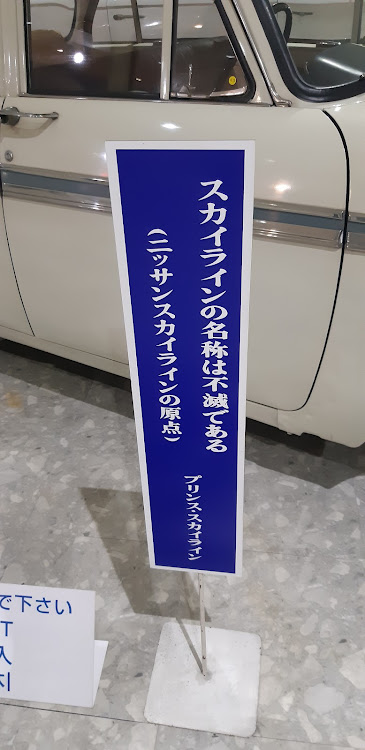 スカイラインの名称は不滅である
(ニッサンスカイラインの原点)
プリンス・スカイライン
で下さい
T
入